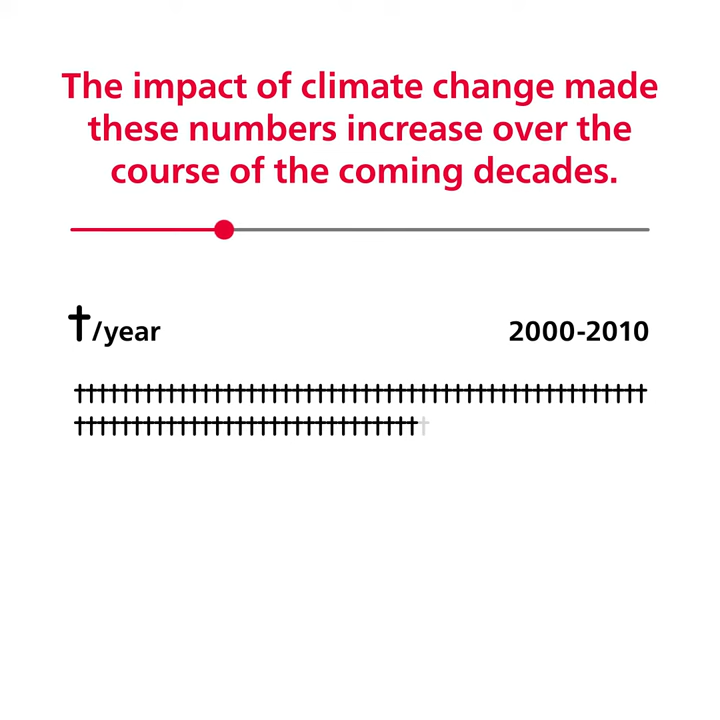 The impact of climate change made
these numbers increase over the
course of the coming decades.
†/year
2000-2010